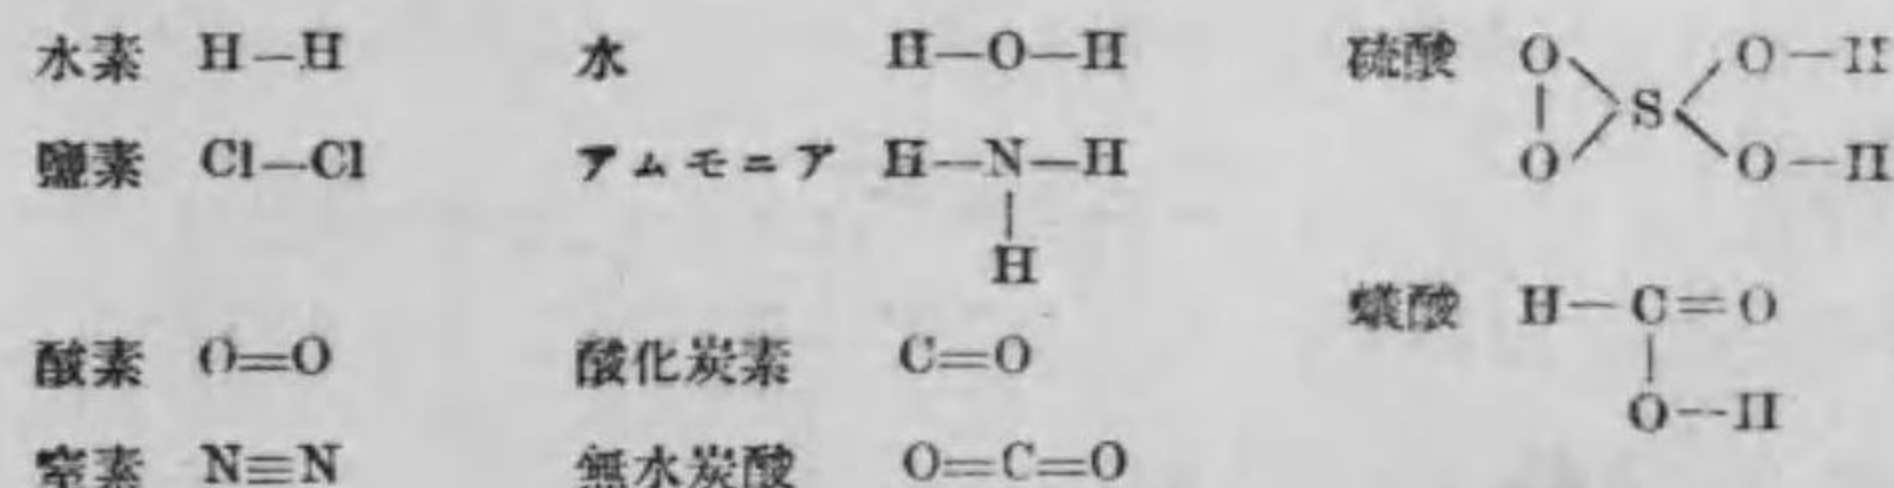 水素 H—H
鹽素 Cl—Cl
酸素 O=O
窒素 N≡N
水 H—O—H
アムモニア H—N—H
H
酸化炭素 C=O
無水炭酸 O=C=O
硫酸 O O—H
S
O O—H
蟻酸 H—C=O
O—H